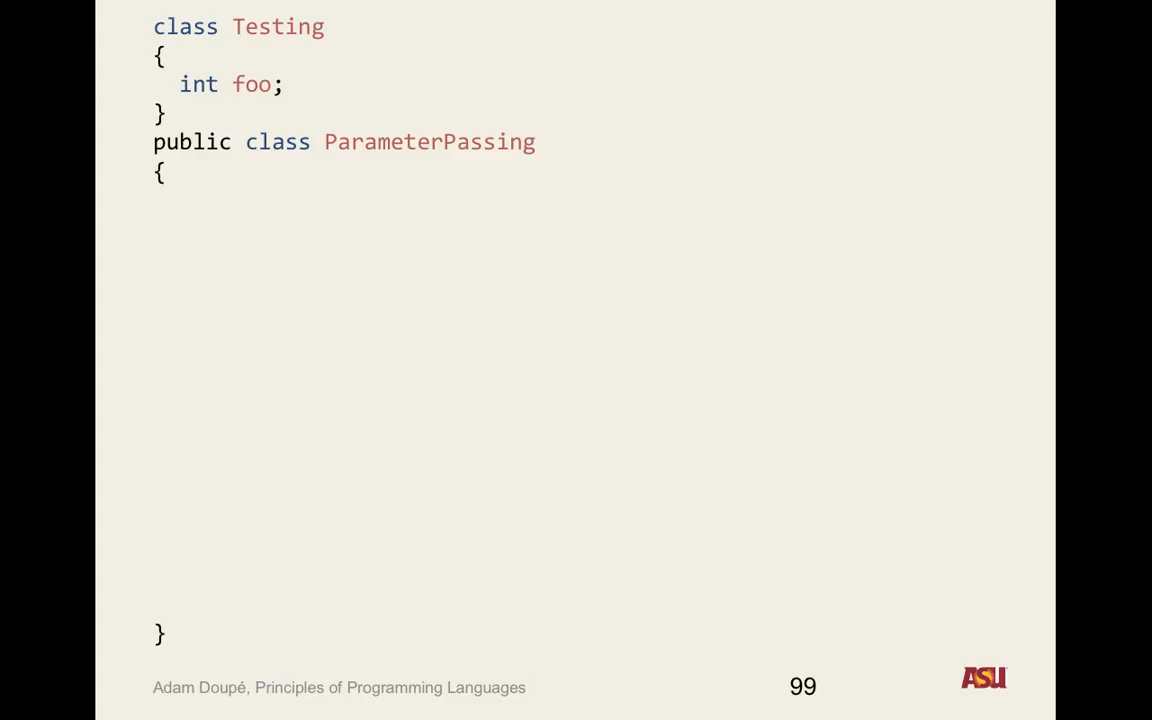 class Testing
{
  int foo;
}
public class ParameterPassing
{
}
Adam Doupé, Principles of Programming Languages
99
ASU